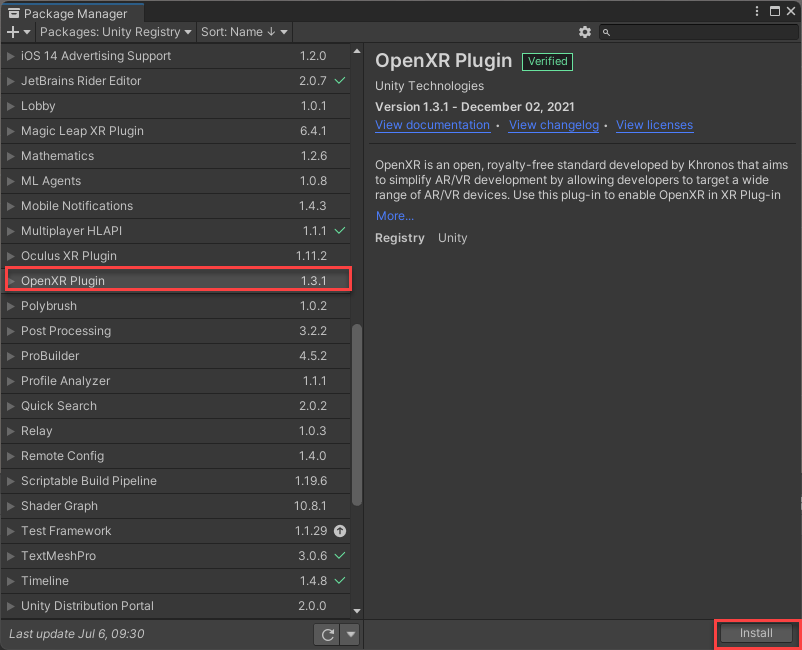 Package Manager
Packages: Unity Registry Sort: Name ↓
iOS 14 Advertising Support 1.2.0
JetBrains Rider Editor 2.0.7
Lobby 1.0.1
Magic Leap XR Plugin 6.4.1
Mathematics 1.2.6
ML Agents 1.0.8
Mobile Notifications 1.4.3
Multiplayer HLAPI 1.1.1
Oculus XR Plugin 1.11.2
OpenXR Plugin 1.3.1
Polybrush 1.0.2
Post Processing 3.2.2
ProBuilder 4.5.2
Profile Analyzer 1.1.1
Quick Search 2.0.2
Relay 1.0.3
Remote Config 1.4.0
Scriptable Build Pipeline 1.19.6
Shader Graph 10.8.1
Test Framework 1.1.29
TextMeshPro 3.0.6
Timeline 1.4.8
Unity Distribution Portal 2.0.0
Last update Jul 6, 09:30
OpenXR Plugin Verified
Unity Technologies
Version 1.3.1 - December 02, 2021
View documentation • View changelog • View licenses
OpenXR is an open, royalty-free standard developed by Khronos that aims
to simplify AR/VR development by allowing developers to target a wide
range of AR/VR devices. Use this plug-in to enable OpenXR in XR Plug-in
More...
Registry Unity
Install